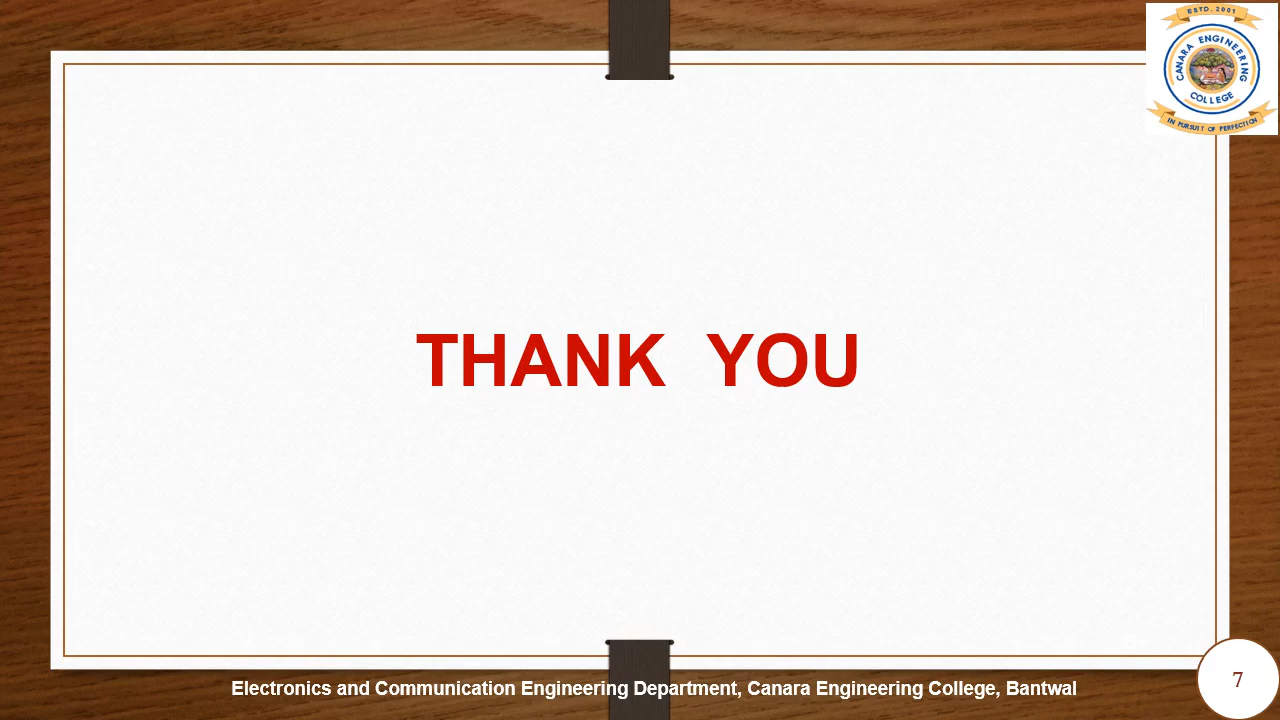 ESTD. 2001
CANARA ENGINEERING
COLLEGE
IN PURSUIT OF PERFECTION
THANK YOU
Electronics and Communication Engineering Department, Canara Engineering College, Bantwal
7